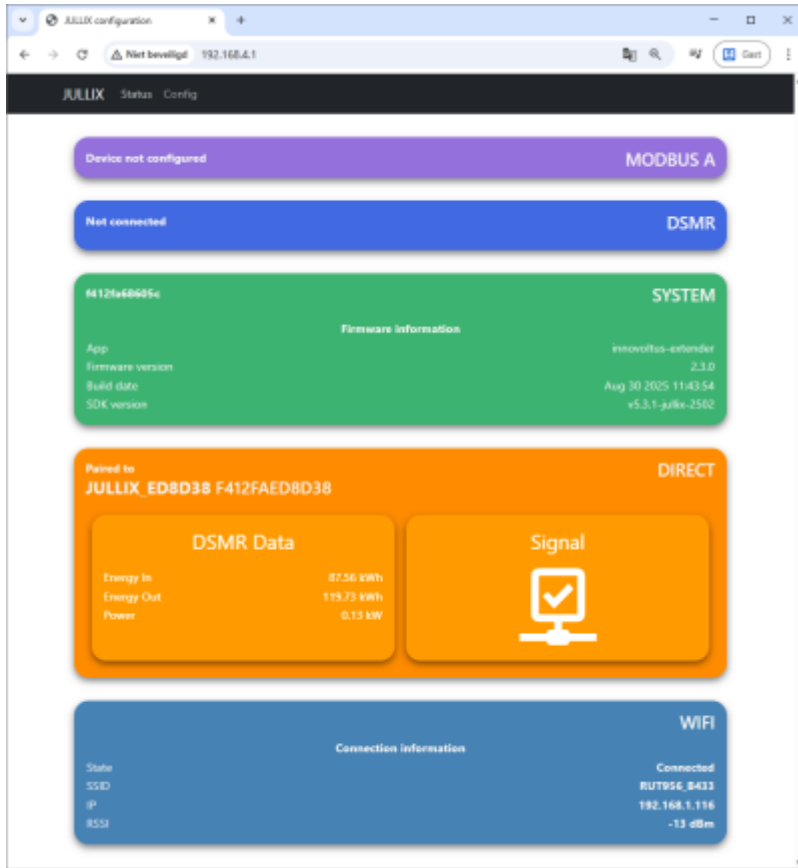 JULLIX configuration
Niet beveiligd 192.168.4.1 Gast
JULLIX Status Config
Device not configured MODBUS A
Not connected DSMR
f412fa68605c SYSTEM
Firmware information
App innovoltus-extender
Firmware version 2.3.0
Build date Aug 30 2025 11:43:54
SDK version v5.3.1-jullix-2502
Paired to DIRECT
JULLIX_ED8D38 F412FAED8D38
DSMR Data Signal
Energy In 87.56 kWh
Energy Out 119.73 kWh
Power 0.13 kW
WIFI
Connection information
State Connected
SSID RUT956_B433
IP 192.168.1.116
RSSI -13 dBm